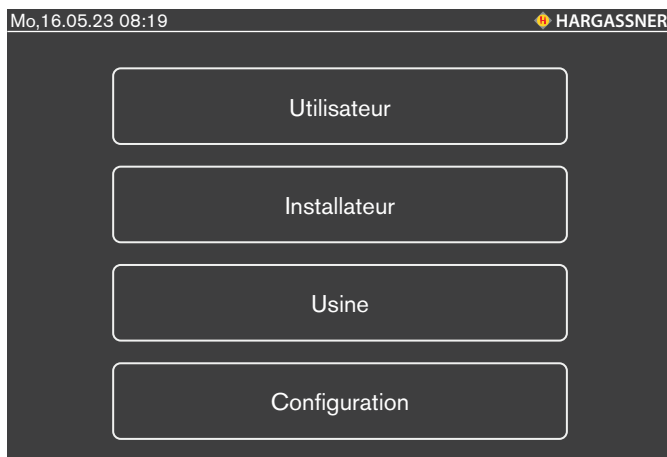 Mo,16.05.23 08:19 HARGASSNER
Utilisateur
Installateur
Usine
Configuration